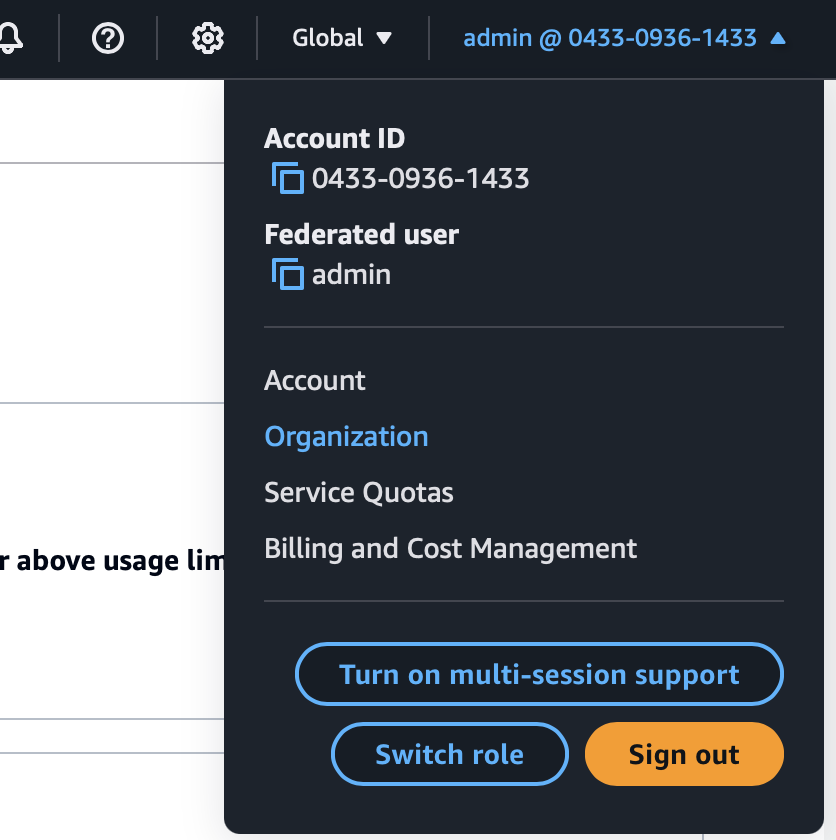 Global
admin @ 0433-0936-1433
Account ID
0433-0936-1433
Federated user
admin
Account
Organization
Service Quotas
Billing and Cost Management
r above usage lim
Turn on multi-session support
Switch role
Sign out